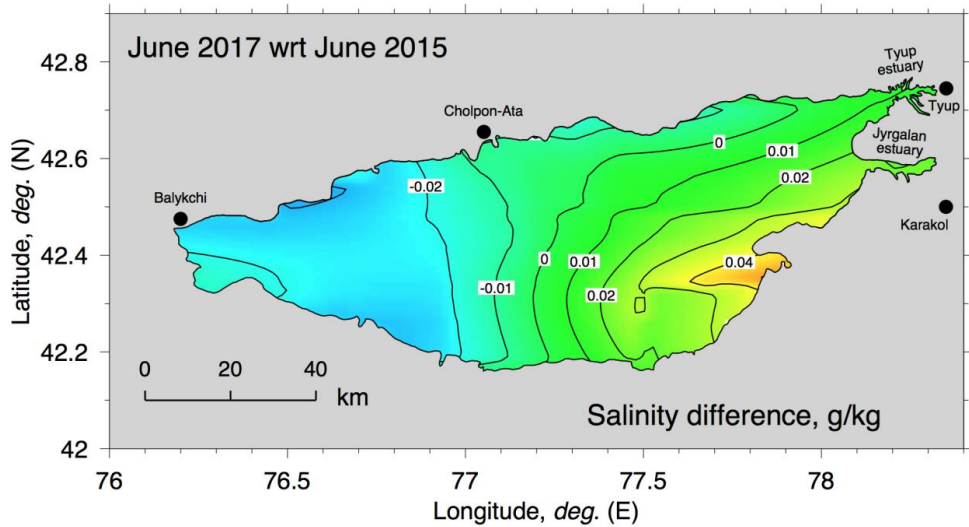 June 2017 wrt June 2015
Tyup
estuary
Tyup
Cholpon-Ata
Jyrgalan
estuary
Balykchi
Karakol
0
0.01
0.02
-0.02
-0.01
0
0.01
0.02
0.04
0 20 40
km
Salinity difference, g/kg
42.8
42.6
42.4
42.2
42
Latitude, deg. (N)
76 76.5 77 77.5 78
Longitude, deg. (E)